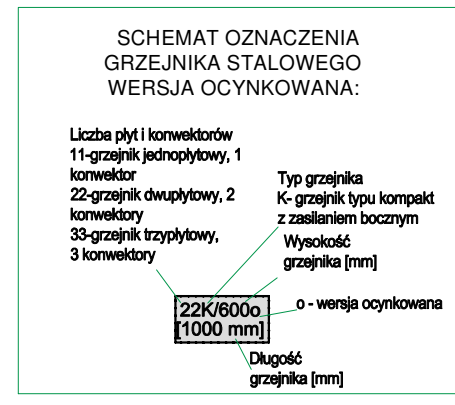 SCHEMAT OZNACZENIA
GRZEJNIKA STALOWEGO
WERSJA OCYNKOWANA:
Liczba płyt i konwektorów
11-grzejnik jednopłytowy, 1
konwektor
22-grzejnik dwupłytowy, 2
konwektory
33-grzejnik trzypłytowy,
3 konwektory
Typ grzejnika
K- grzejnik typu kompakt
z zasilaniem bocznym
Wysokość
grzejnika [mm]
o - wersja ocynkowana
22K/600o
[1000 mm]
Długość
grzejnika [mm]